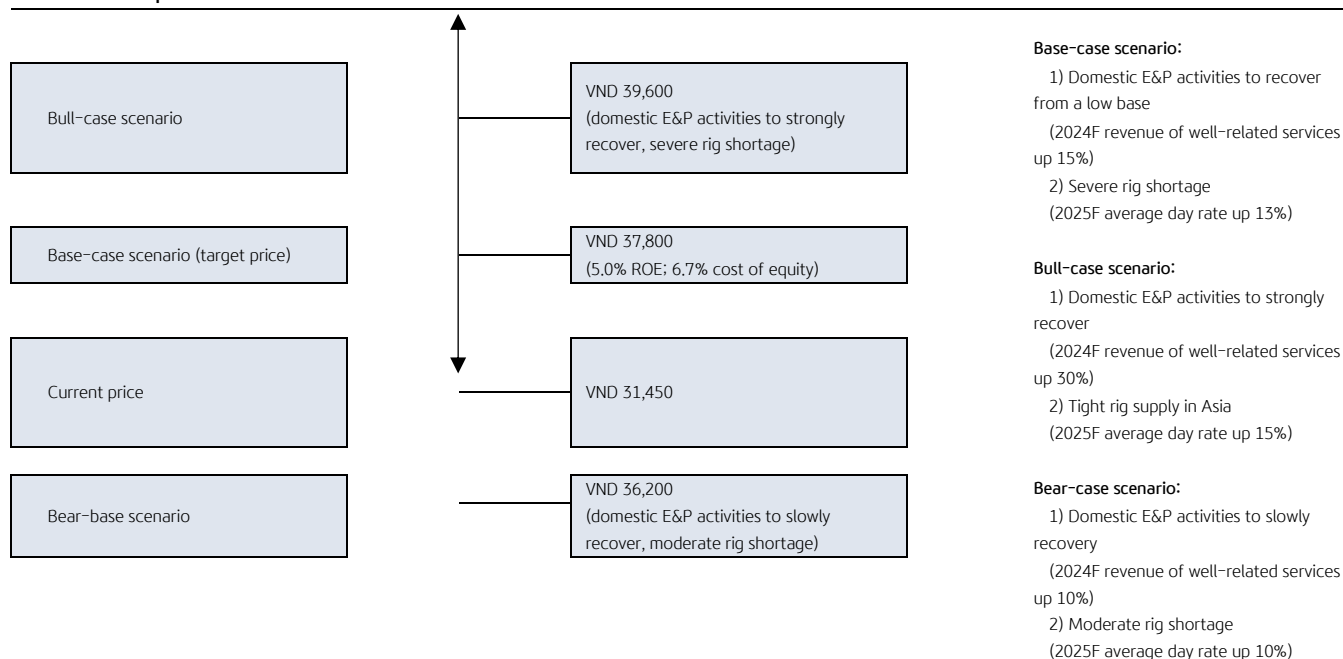 Bull-case scenario
VND 39,600
(domestic E&P activities to strongly
recover, severe rig shortage)
Base-case scenario (target price)
VND 37,800
(5.0% ROE; 6.7% cost of equity)
Current price
VND 31,450
Bear-base scenario
VND 36,200
(domestic E&P activities to slowly
recover, moderate rig shortage)
Base-case scenario:
1) Domestic E&P activities to recover
from a low base
(2024F revenue of well-related services
up 15%)
2) Severe rig shortage
(2025F average day rate up 13%)
Bull-case scenario:
1) Domestic E&P activities to strongly
recover
(2024F revenue of well-related services
up 30%)
2) Tight rig supply in Asia
(2025F average day rate up 15%)
Bear-case scenario:
1) Domestic E&P activities to slowly
recovery
(2024F revenue of well-related services
up 10%)
2) Moderate rig shortage
(2025F average day rate up 10%)